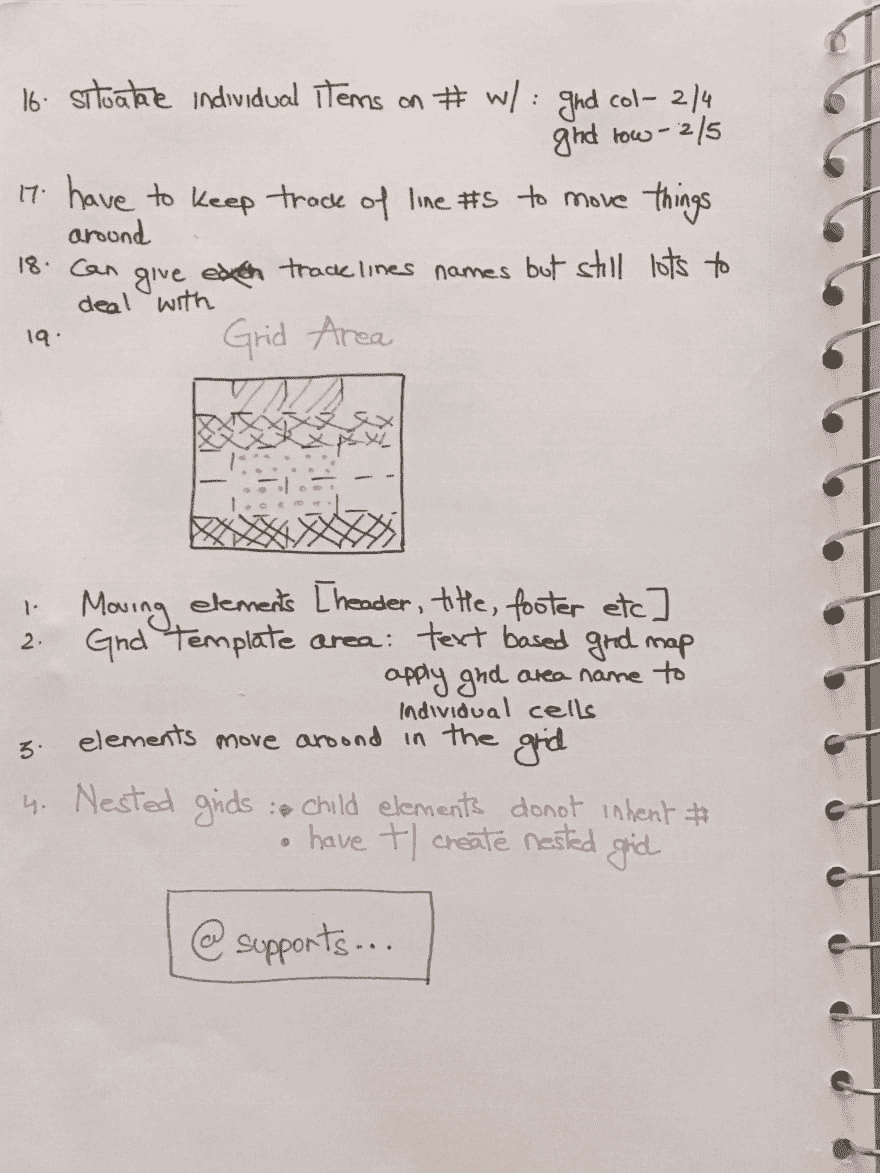 16. situatae individual items on # w/ : grid col - 2/4
grid row - 2/5
17. have to keep track of line #s to move things
around
18. Can give track lines names but still lots to
deal with
19. Grid Area
1. Moving elements [header, title, footer etc]
2. Grid Template area: text based grid map
apply grid area name to
individual cells
3. elements move around in the grid
4. Nested grids : • child elements donot inherit #
• have t/ create nested grid
@ supports...